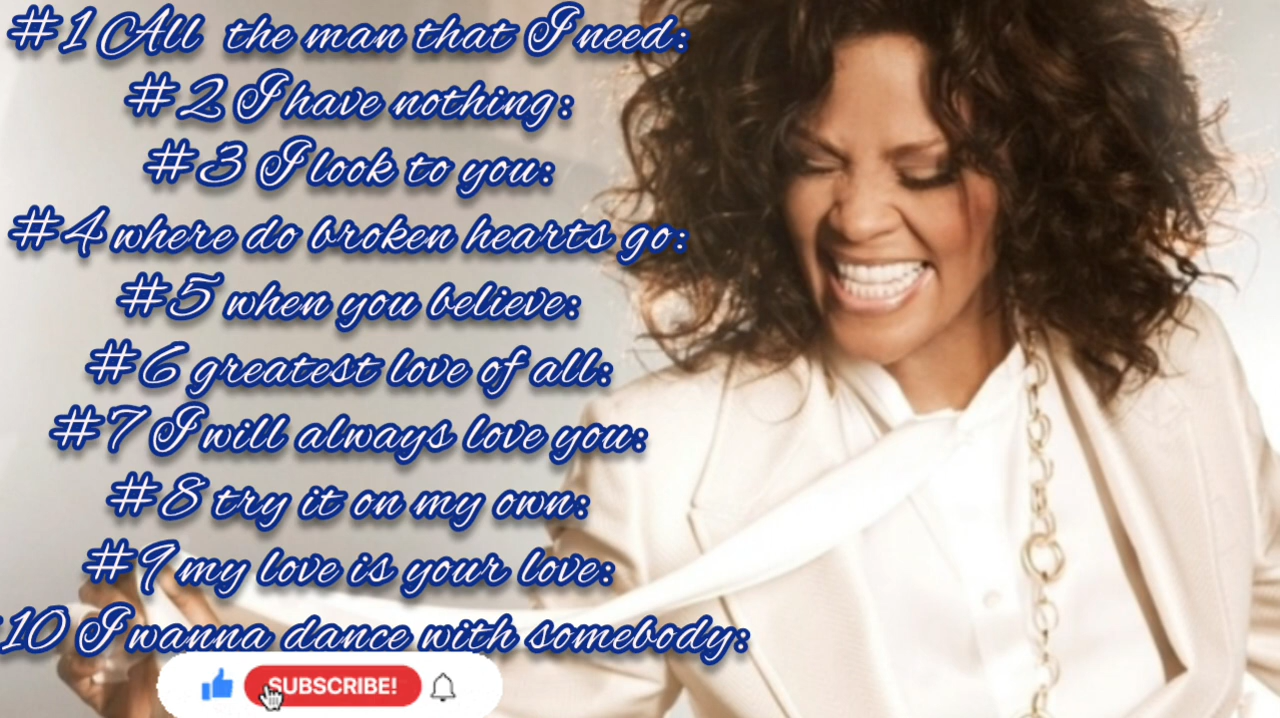 #1 All the man that I need:
#2 I have nothing:
#3 I look to you:
#4 where do broken hearts go:
#5 when you believe:
#6 greatest love of all:
#7 I will always love you:
#8 try it on my own:
#9 my love is your love:
10 I wanna dance with somebody:
SUBSCRIBE!